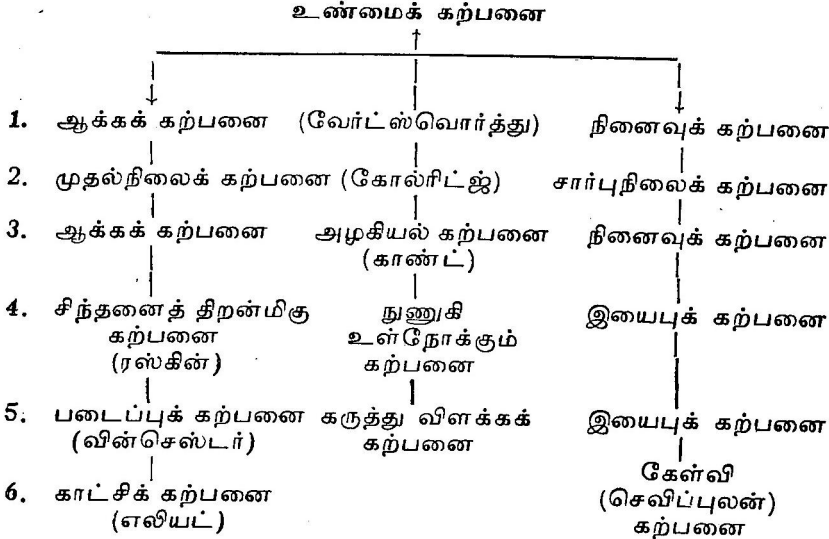 உண்மைக் கற்பனை
1. ஆக்கக் கற்பனை (வேர்ட்ஸ்வொர்த்து) நினைவுக் கற்பனை
2. முதல்நிலைக் கற்பனை (கோல்ரிட்ஜ்) சார்புநிலைக் கற்பனை
3. ஆக்கக் கற்பனை அழகியல் கற்பனை நினைவுக் கற்பனை
(காண்ட்)
4. சிந்தனைத் திறன்மிகு நுணுகி இயைபுக் கற்பனை
கற்பனை உள்நோக்கும்
(ரஸ்கின்) கற்பனை
5. படைப்புக் கற்பனை கருத்து விளக்கக் இயைபுக் கற்பனை
(வின்செஸ்டர்) கற்பனை
கேள்வி
6. காட்சிக் கற்பனை (செவிப்புலன்)
(எலியட்) கற்பனை